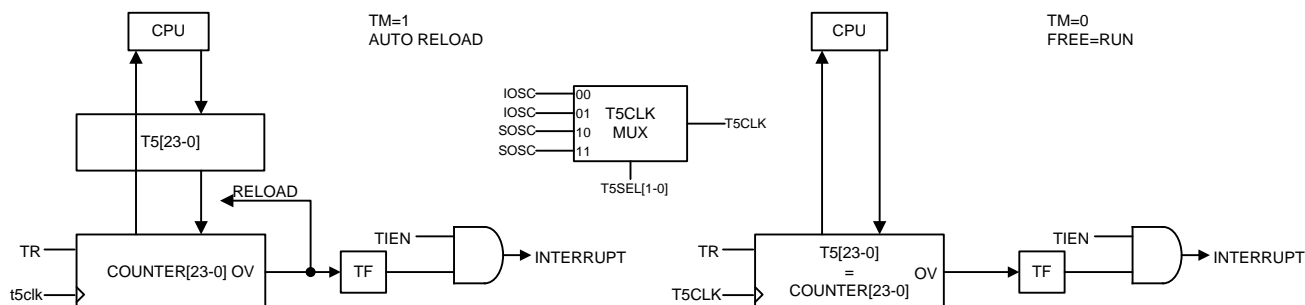 CPU
TM=1
AUTO RELOAD
CPU
TM=0
FREE=RUN
IOSC 00
IOSC 01
SOSC 10
SOSC 11
T5CLK
MUX
T5CLK
T5SEL[1-0]
T5[23-0]
RELOAD
TR
COUNTER[23-0] OV
t5clk
TF
TIEN
INTERRUPT
TR
T5[23-0]
=
COUNTER[23-0]
OV
T5CLK
TF
TIEN
INTERRUPT